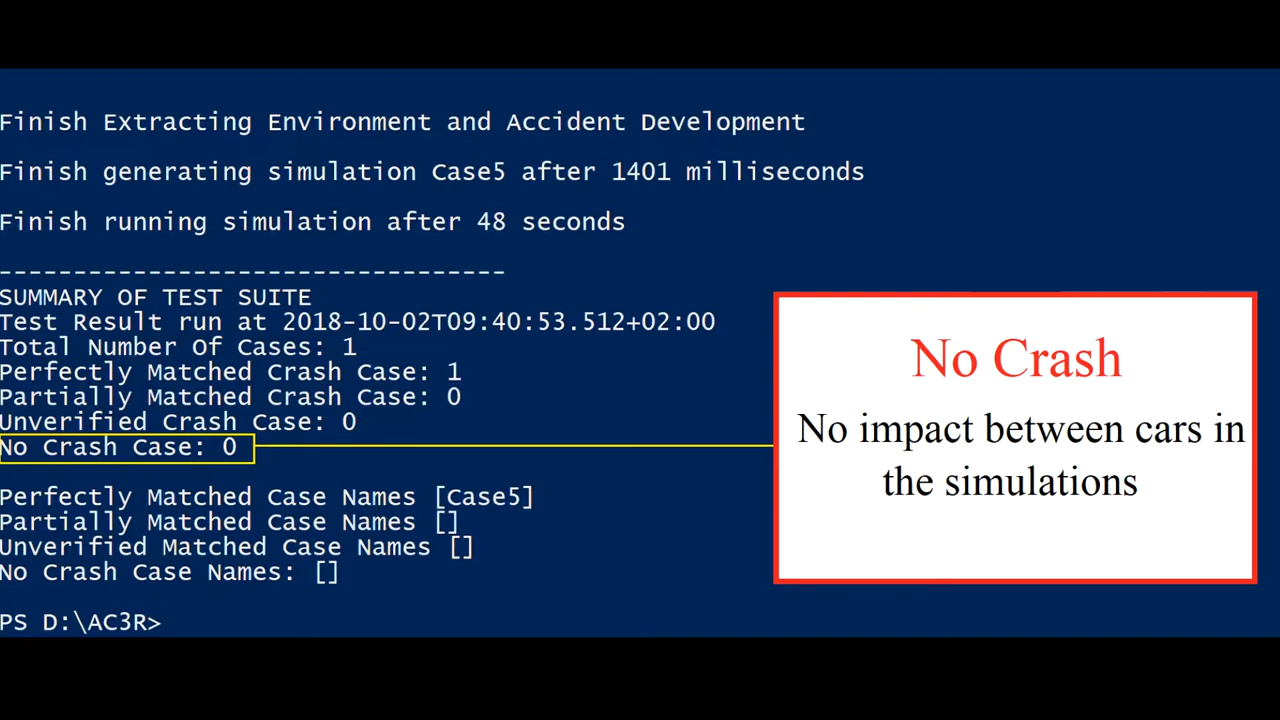 Finish Extracting Environment and Accident Development
Finish generating simulation Case5 after 1401 milliseconds
Finish running simulation after 48 seconds
----------------------------------
SUMMARY OF TEST SUITE
Test Result run at 2018-10-02T09:40:53.512+02:00
Total Number Of Cases: 1
Perfectly Matched Crash Case: 1
Partially Matched Crash Case: 0
Unverified Crash Case: 0
No Crash Case: 0
Perfectly Matched Case Names [Case5]
Partially Matched Case Names []
Unverified Matched Case Names []
No Crash Case Names: []
PS D:\AC3R>
No Crash
No impact between cars in
the simulations